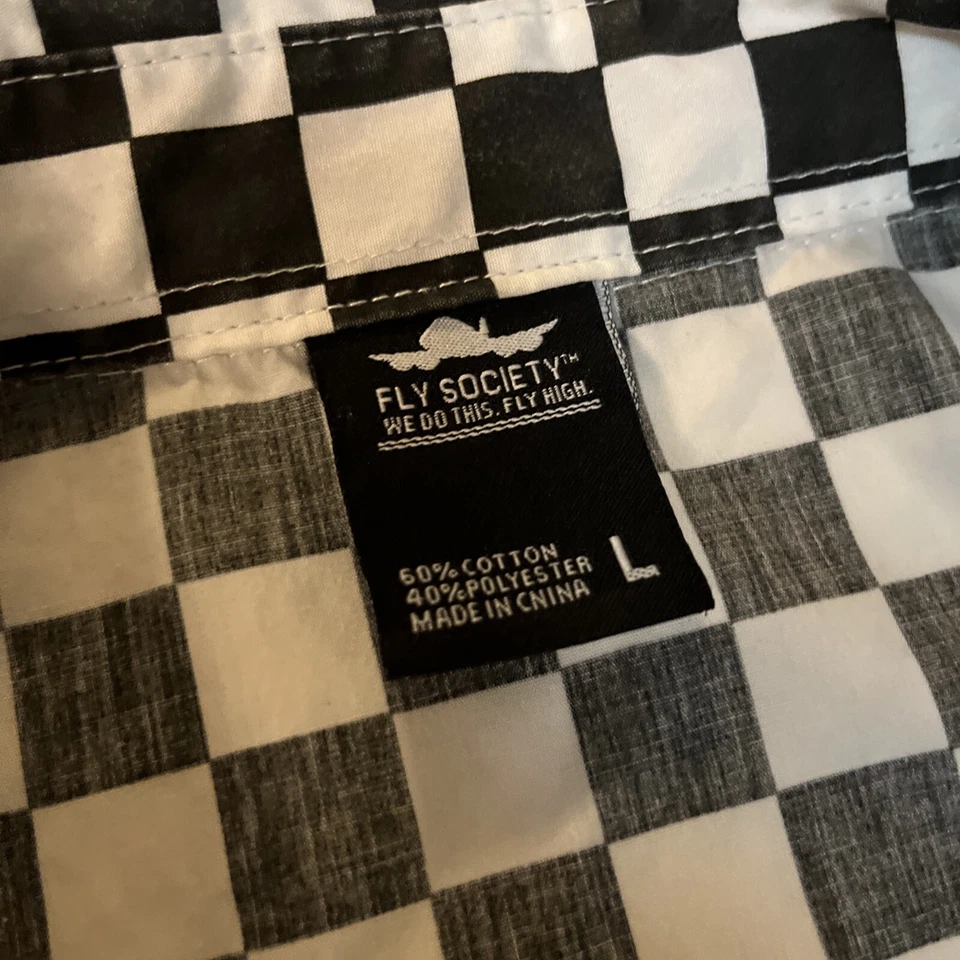 FLY SOCIETY™
WE DO THIS. FLY HIGH.
60% COTTON
40% POLYESTER
MADE IN CNINA
L